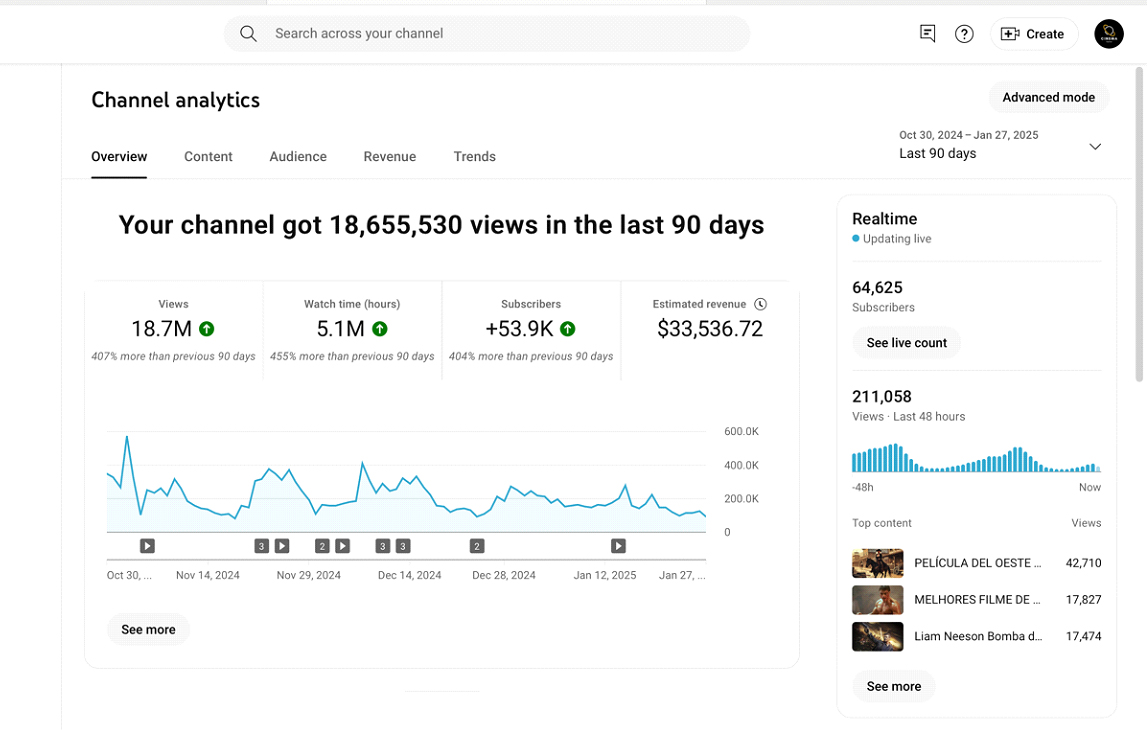 Search across your channel
Create
Channel analytics
Advanced mode
Overview Content Audience Revenue Trends
Oct 30, 2024 – Jan 27, 2025
Last 90 days
Your channel got 18,655,530 views in the last 90 days
Views
18.7M
407% more than previous 90 days
Watch time (hours)
5.1M
455% more than previous 90 days
Subscribers
+53.9K
404% more than previous 90 days
Estimated revenue
$33,536.72
600.0K
400.0K
200.0K
0
3 2 3 3 2
Oct 30, ... Nov 14, 2024 Nov 29, 2024 Dec 14, 2024 Dec 28, 2024 Jan 12, 2025 Jan 27, ...
See more
Realtime
Updating live
64,625
Subscribers
See live count
211,058
Views · Last 48 hours
-48h Now
Top content Views
PELÍCULA DEL OESTE ... 42,710
MELHORES FILME DE ... 17,827
Liam Neeson Bomba d... 17,474
See more